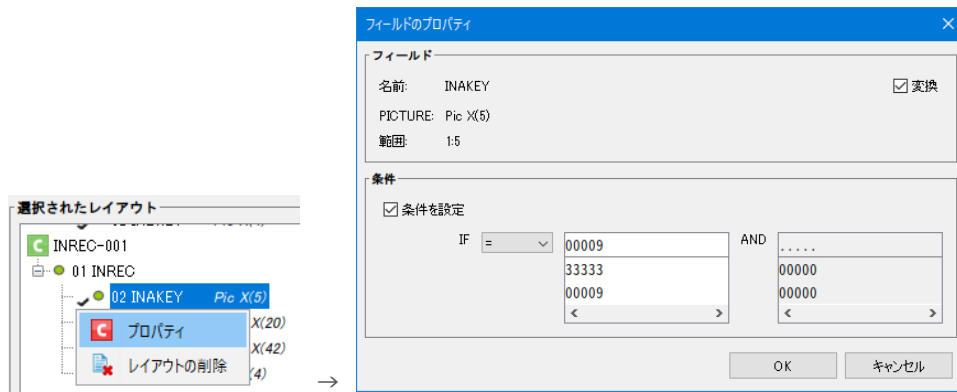 選択されたレイアウト
INREC-001
01 INREC
02 INAKEY Pic X(5)
X(20)
X(42)
(4)
プロパティ
レイアウトの削除
→
フィールドのプロパティ
フィールド
名前: INAKEY
変換
PICTURE: Pic X(5)
範囲: 1:5
条件
条件を設定
IF = 00009 AND .....
33333 00000
00009 00000
OK キャンセル